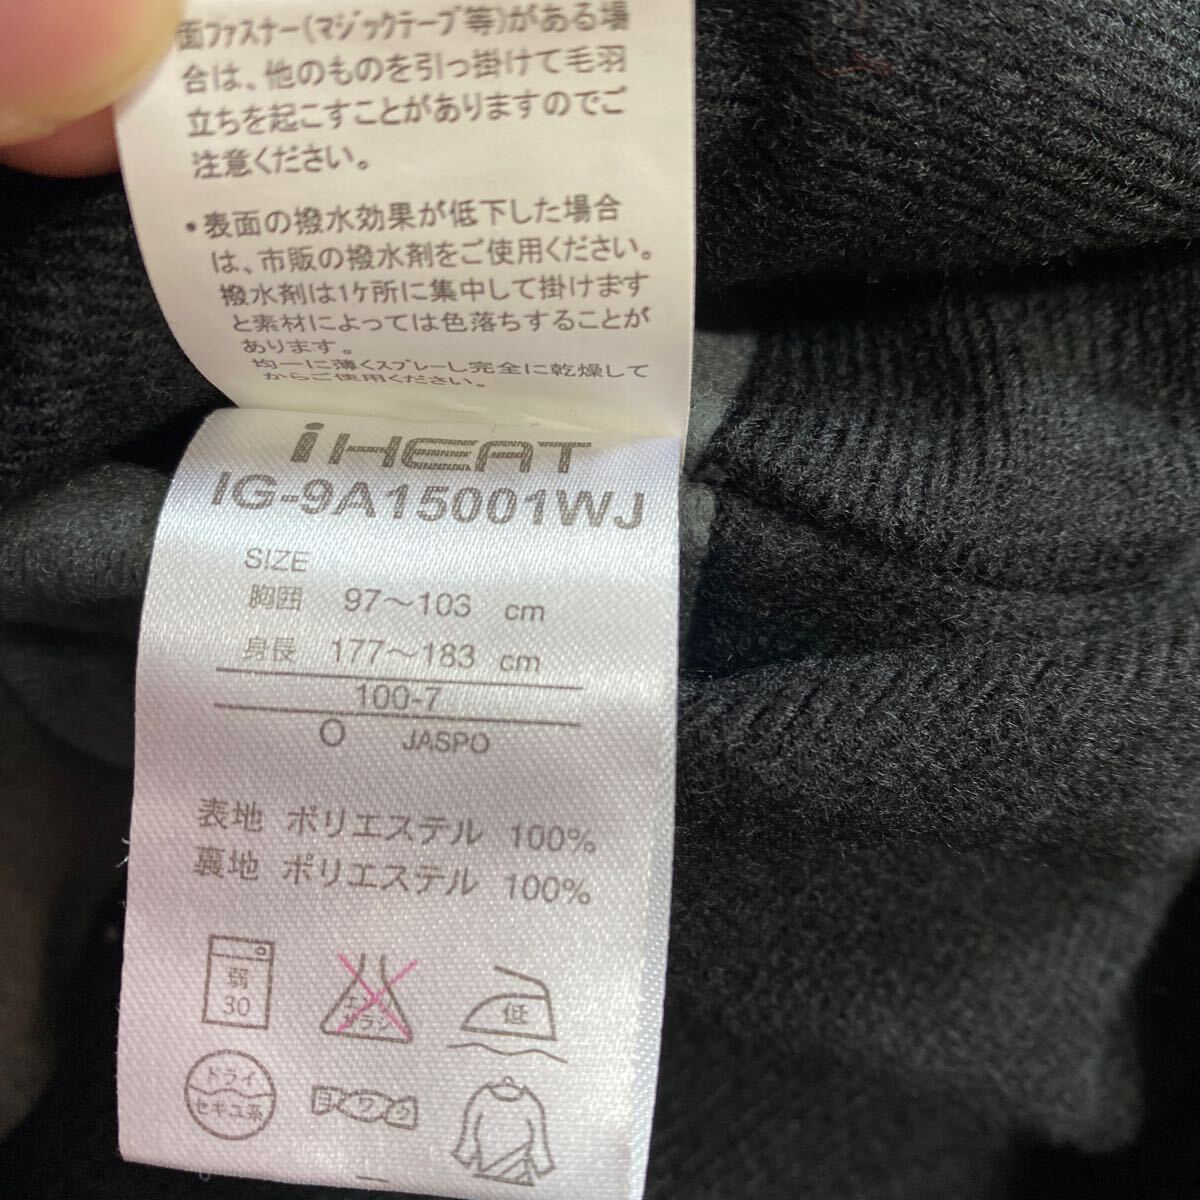 面ファスナー(マジックテープ等)がある場
合は、他のものを引っ掛けて毛羽
立ちを起こすことがありますのでご
注意ください。
・表面の撥水効果が低下した場合
は、市販の撥水剤をご使用ください。
撥水剤は1ヶ所に集中して掛けます
と素材によっては色落ちすることが
あります。
均一に薄くスプレーし完全に乾燥して
からご使用ください。
iHEAT
IG-9A15001WJ
SIZE
胸囲 97～103 cm
身長 177～183 cm
100-7
O JASPO
表地 ポリエステル 100%
裏地 ポリエステル 100%
弱
30
エンソ
サラシ
低
ドライ
セキユ系
ヨワク